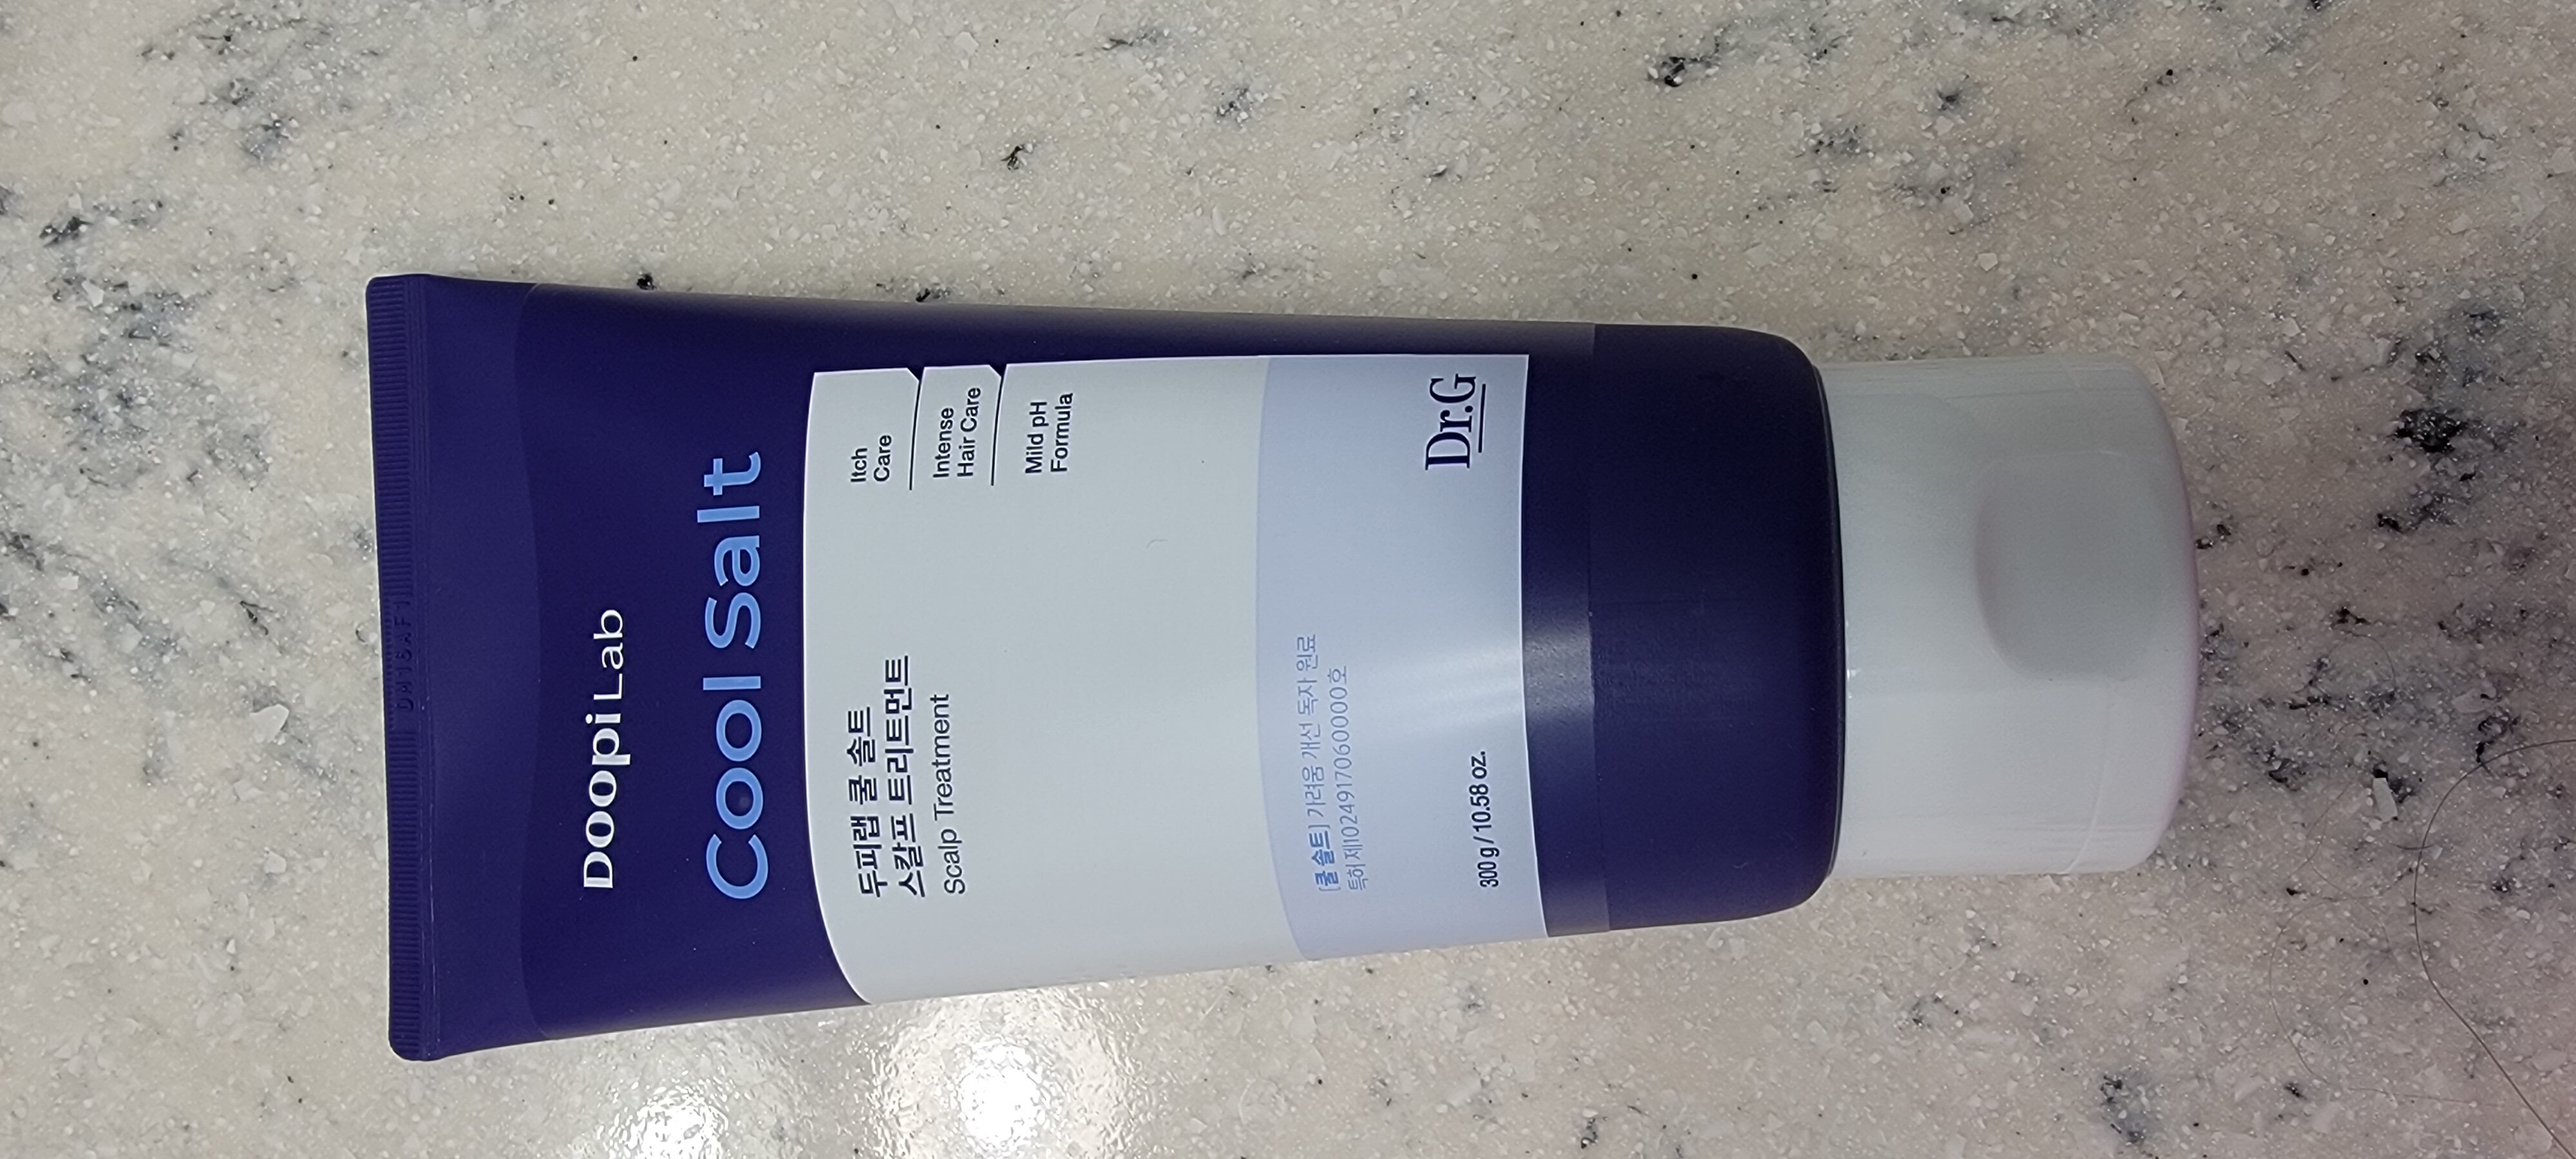 Doopi Lab
Cool Salt
두피랩 쿨 솔트
스칼프 트리트먼트
Scalp Treatment
Itch
Care
Intense
Hair Care
Mild pH
Formula
[쿨 솔트] 가려움 개선 독자 원료
특허 제1024917060000호
300 g / 10.58 oz.
Dr.G